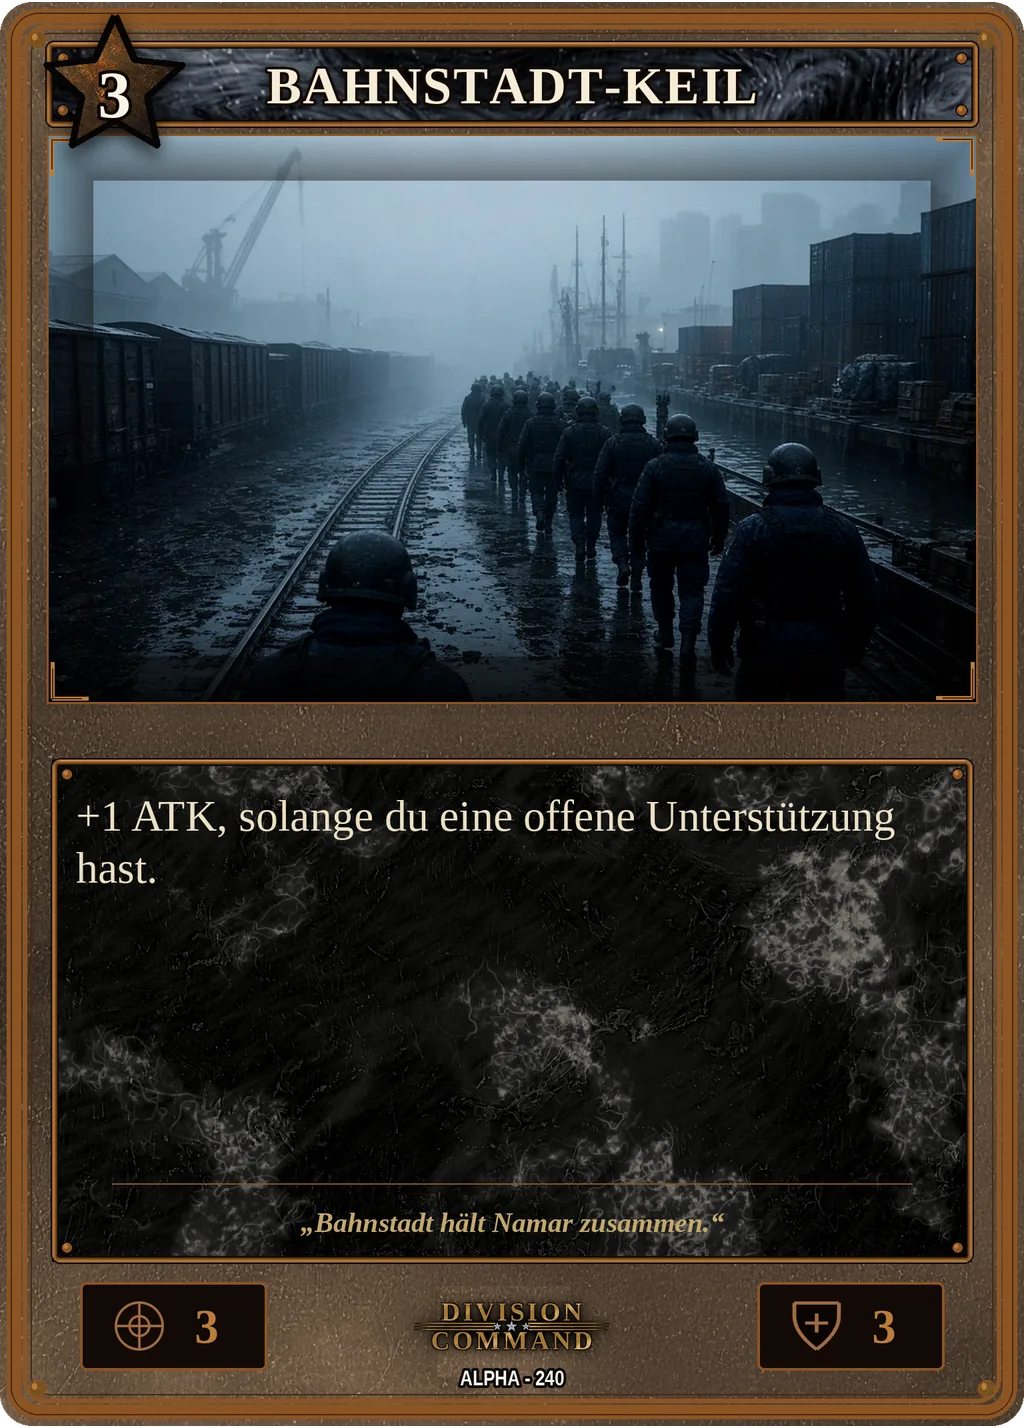 3
BAHNSTADT-KEIL
+1 ATK, solange du eine offene Unterstützung
hast.
„Bahnstadt hält Namar zusammen.“
3
DIVISION
COMMAND
3
ALPHA - 240